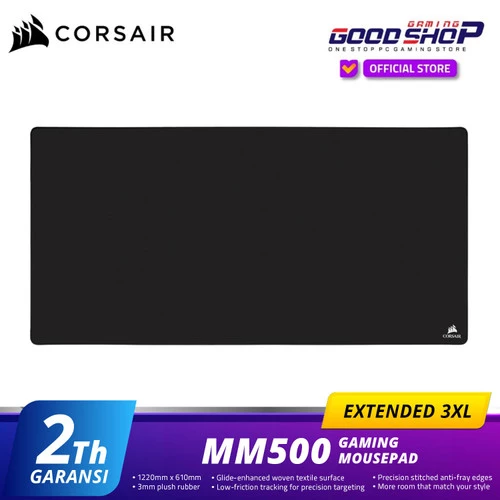 CORSAIR
GAMING
GOODSHOP
ONE STOP PC GAMING STORE
OFFICIAL STORE
CORSAIR
EXTENDED 3XL
2Th
GARANSI
MM500 GAMING MOUSEPAD
• 1220mm x 610mm
• 3mm plush rubber
• Glide-enhanced woven textile surface
• Low-friction tracking for precision targeting
• Precision stitched anti-fray edges
• More room that match your style